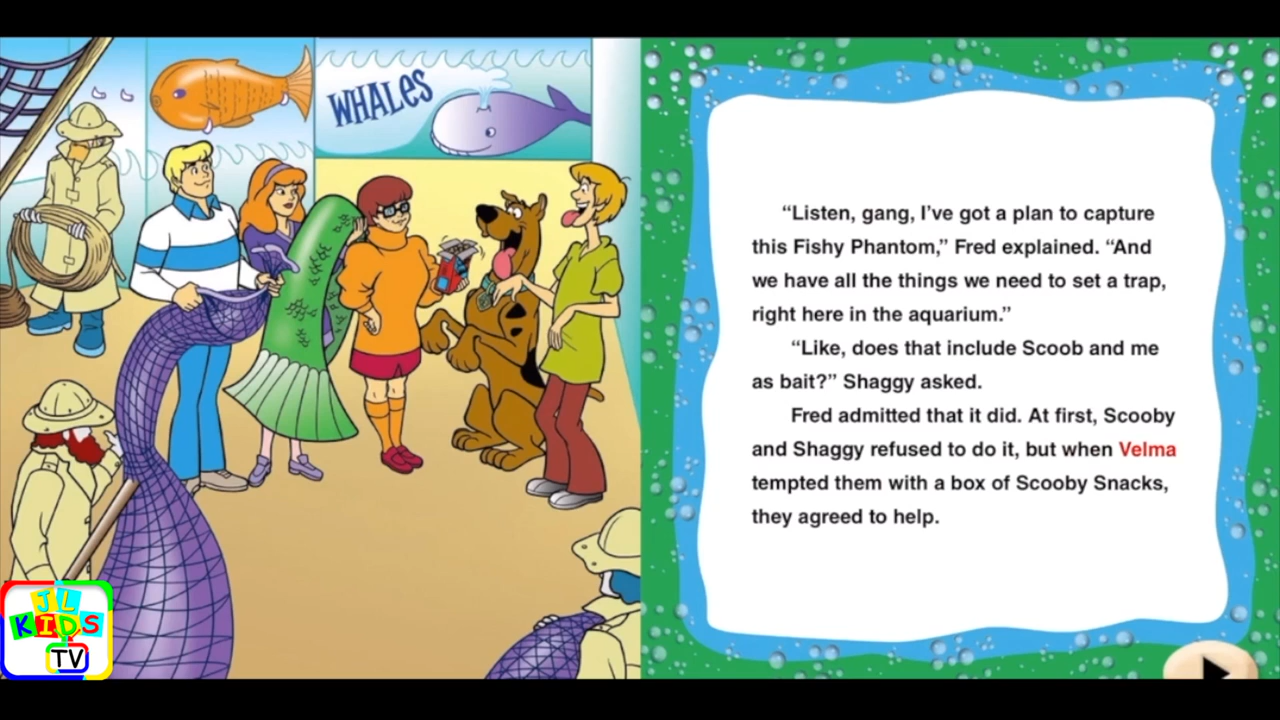 WHALES
“Listen, gang, I’ve got a plan to capture
this Fishy Phantom,” Fred explained. “And
we have all the things we need to set a trap,
right here in the aquarium.”
“Like, does that include Scoob and me
as bait?” Shaggy asked.
Fred admitted that it did. At first, Scooby
and Shaggy refused to do it, but when Velma
tempted them with a box of Scooby Snacks,
they agreed to help.
JL
KIDS
TV